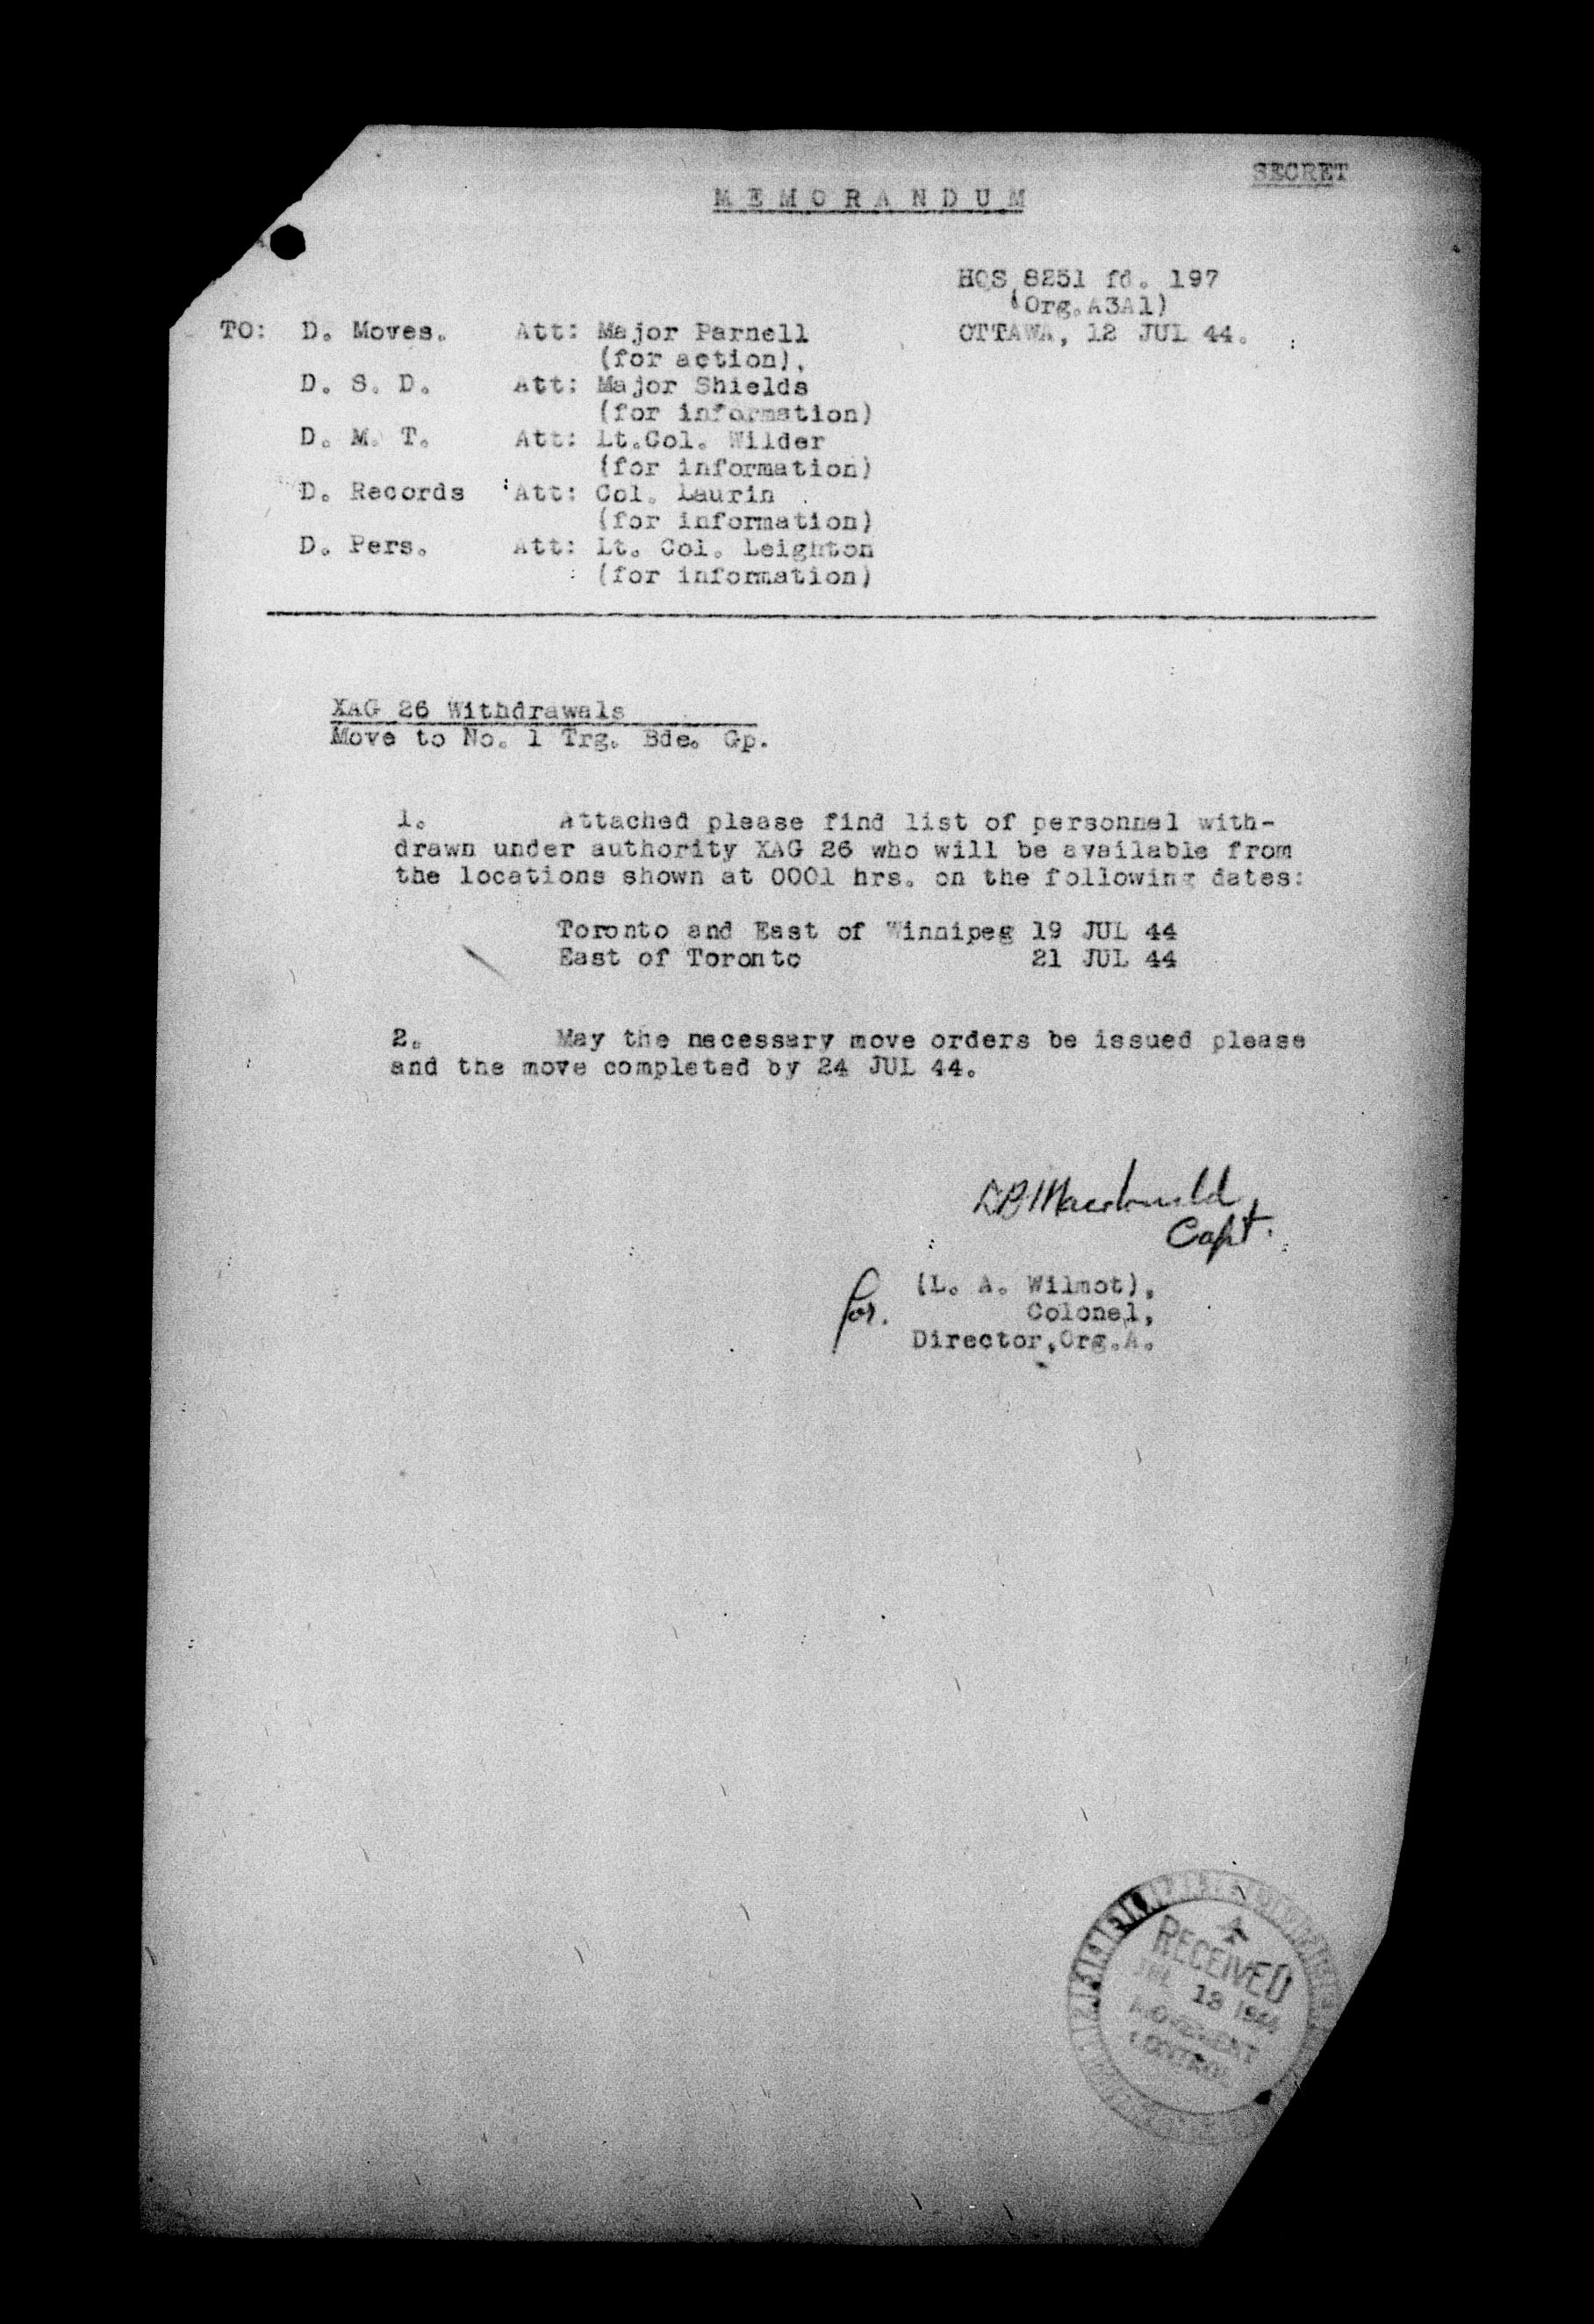 SECRET
MEMORANDUM
HQS 8251 fd. 197
(Org.A3A1)
OTTAWA, 12 JUL 44.
TO: D. Moves. Att: Major Parnell
(for action),
D. S. D. Att: Major Shields
(for information)
D. M. T. Att: Lt.Col. Wilder
(for information)
D. Records Att: Col. Laurin
(for information)
D. Pers. Att: Lt. Col. Leighton
(for information)
XAG 26 Withdrawals
Move to No. 1 Trg. Bde. Gp.
1. Attached please find list of personnel with-
drawn under authority XAG 26 who will be available from
the locations shown at 0001 hrs. on the following dates:
Toronto and East of Winnipeg 19 JUL 44
East of Toronto 21 JUL 44
2. May the necessary move orders be issued please
and the move completed by 24 JUL 44.
Macdonald
Capt.
for. (L. A. Wilmot),
Colonel,
Director,Org.A.
RECEIVED
JUL 13 1944
MOVEMENT
CONTROL